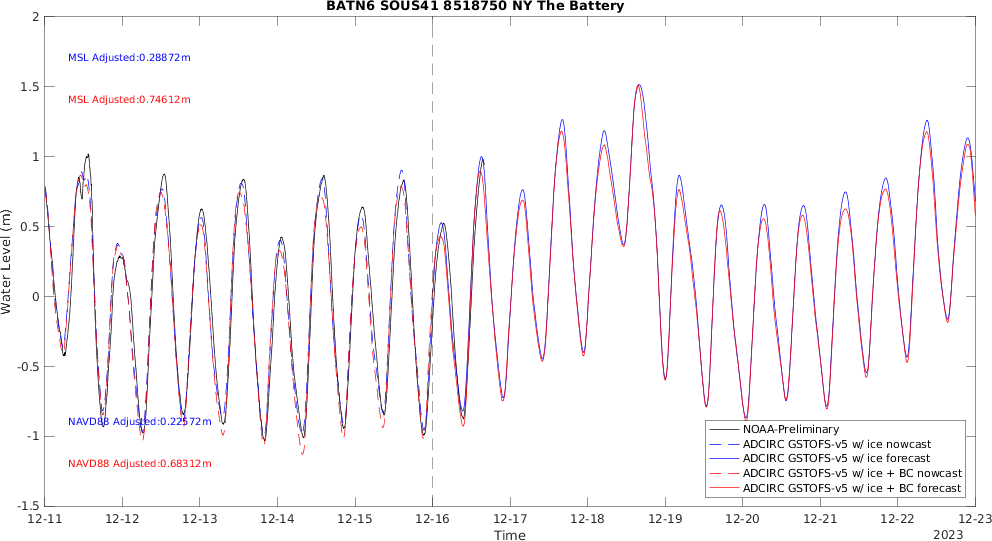 BATN6 SOUS41 8518750 NY The Battery
2
1.5
1
0.5
0
-0.5
-1
-1.5
Water Level (m)
MSL Adjusted:0.28872m
MSL Adjusted:0.74612m
NAVD88 Adjusted:0.22572m
NAVD88 Adjusted:0.68312m
NOAA-Preliminary
ADCIRC GSTOFS-v5 w/ ice nowcast
ADCIRC GSTOFS-v5 w/ ice forecast
ADCIRC GSTOFS-v5 w/ ice + BC nowcast
ADCIRC GSTOFS-v5 w/ ice + BC forecast
12-11 12-12 12-13 12-14 12-15 12-16 12-17 12-18 12-19 12-20 12-21 12-22 12-23
Time
2023